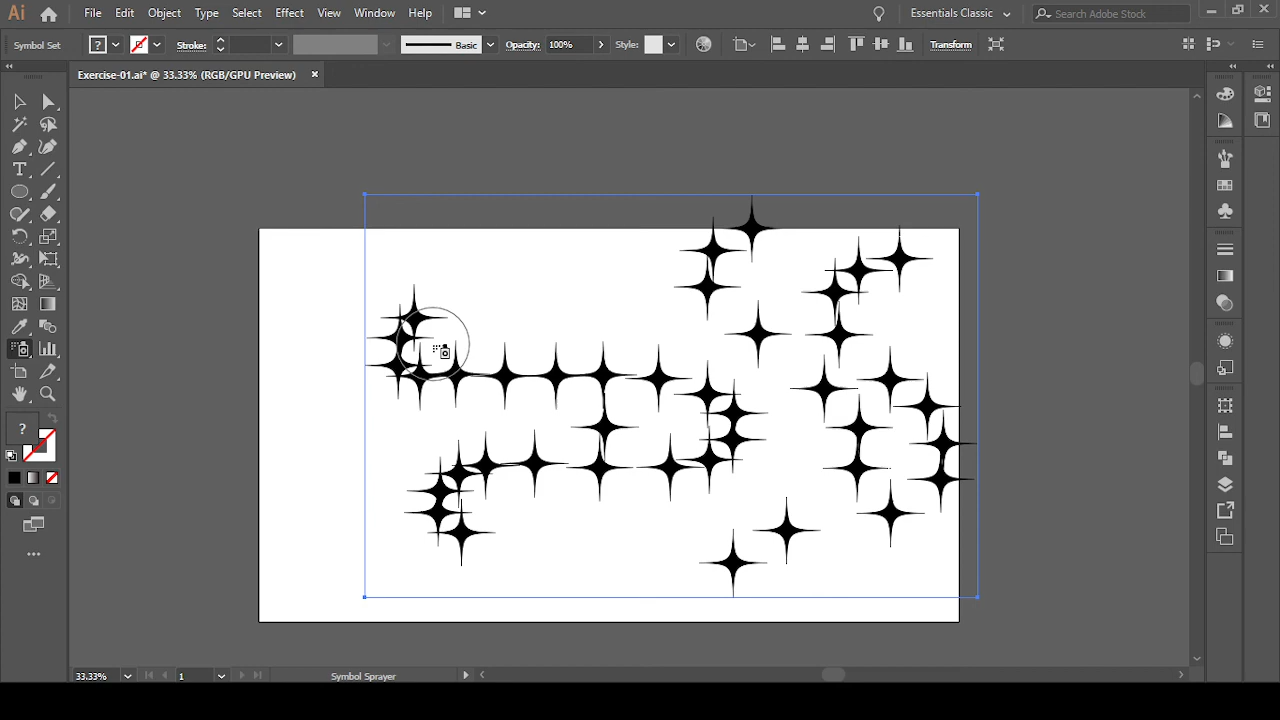 Ai File Edit Object Type Select Effect View Window Help Essentials Classic Search Adobe Stock
Symbol Set ? Stroke: Basic Opacity: 100% Style: Transform
Exercise-01.ai* @ 33.33% (RGB/GPU Preview)
T
?
33.33% 1 Symbol Sprayer